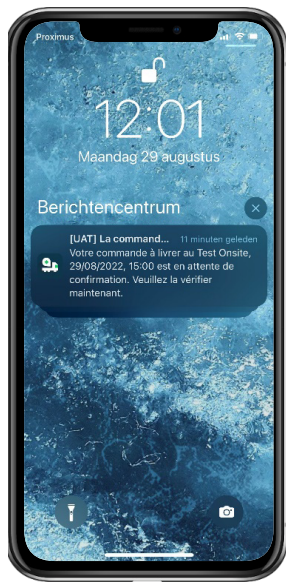 Proximus
12:01
Maandag 29 augustus
Berichtencentrum
[UAT] La command... 11 minuten geleden
Votre commande à livrer au Test Onsite,
29/08/2022, 15:00 est en attente de
confirmation. Veuillez la vérifier
maintenant.